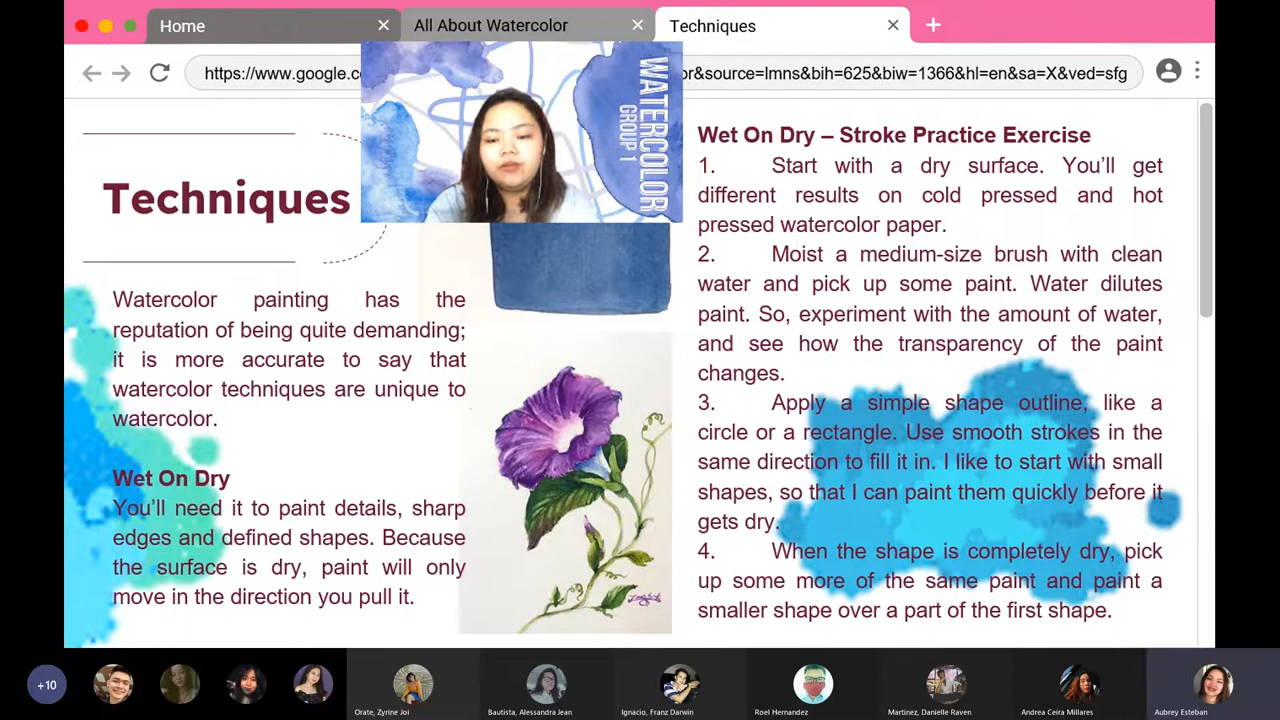 Home
All About Watercolor
Techniques
https://www.google.co
or&source=lmns&bih=625&biw=1366&hl=en&sa=X&ved=sfg
WATERCOLOR
GROUP 1
Techniques
Watercolor painting has the
reputation of being quite demanding;
it is more accurate to say that
watercolor techniques are unique to
watercolor.
Wet On Dry
You'll need it to paint details, sharp
edges and defined shapes. Because
the surface is dry, paint will only
move in the direction you pull it.
Wet On Dry – Stroke Practice Exercise
1. Start with a dry surface. You'll get
different results on cold pressed and hot
pressed watercolor paper.
2. Moist a medium-size brush with clean
water and pick up some paint. Water dilutes
paint. So, experiment with the amount of water,
and see how the transparency of the paint
changes.
3. Apply a simple shape outline, like a
circle or a rectangle. Use smooth strokes in the
same direction to fill it in. I like to start with small
shapes, so that I can paint them quickly before it
gets dry.
4. When the shape is completely dry, pick
up some more of the same paint and paint a
smaller shape over a part of the first shape.
+10
Orate, Zyrine Joi
Bautista, Alessandra Jean
Ignacio, Franz Darwin
Roel Hernandez
Martinez, Danielle Raven
Andrea Ceira Millares
Aubrey Esteban